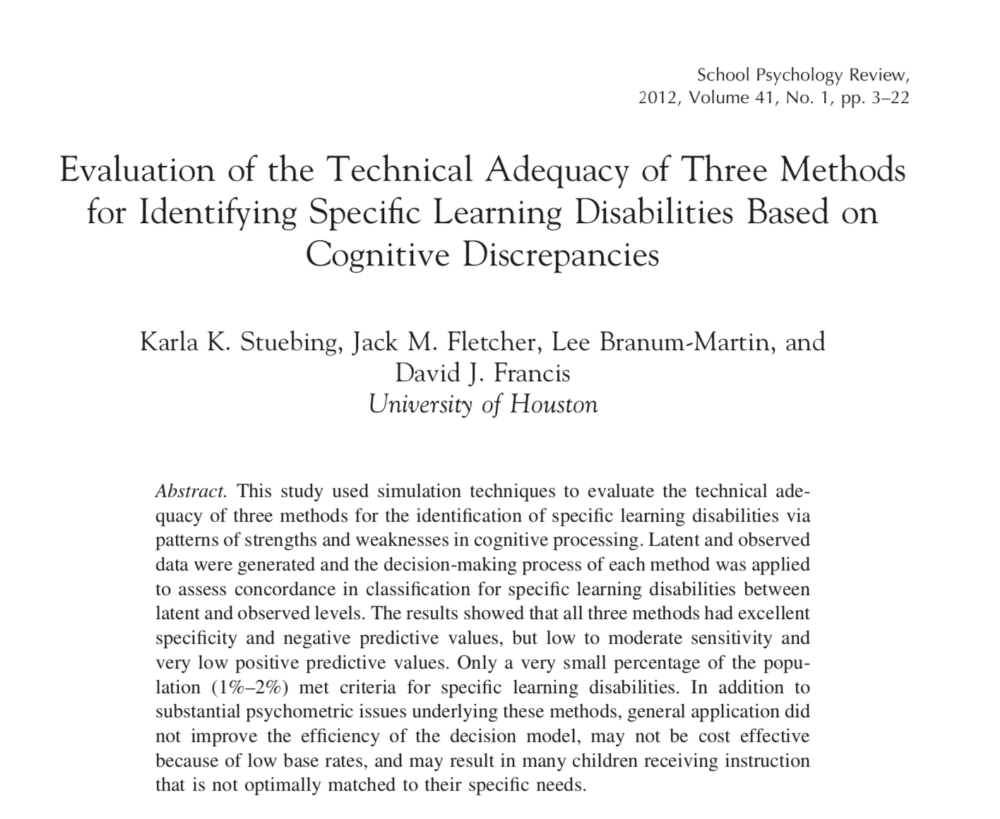 School Psychology Review,
2012, Volume 41, No. 1, pp. 3–22
Evaluation of the Technical Adequacy of Three Methods
for Identifying Specific Learning Disabilities Based on
Cognitive Discrepancies
Karla K. Stuebing, Jack M. Fletcher, Lee Branum-Martin, and
David J. Francis
University of Houston
Abstract. This study used simulation techniques to evaluate the technical ade-
quacy of three methods for the identification of specific learning disabilities via
patterns of strengths and weaknesses in cognitive processing. Latent and observed
data were generated and the decision-making process of each method was applied
to assess concordance in classification for specific learning disabilities between
latent and observed levels. The results showed that all three methods had excellent
specificity and negative predictive values, but low to moderate sensitivity and
very low positive predictive values. Only a very small percentage of the popu-
lation (1%–2%) met criteria for specific learning disabilities. In addition to
substantial psychometric issues underlying these methods, general application did
not improve the efficiency of the decision model, may not be cost effective
because of low base rates, and may result in many children receiving instruction
that is not optimally matched to their specific needs.